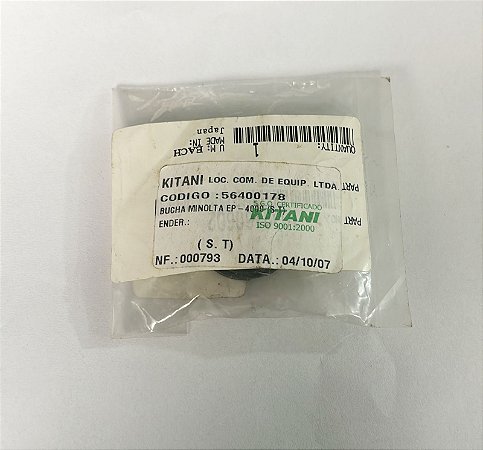 QUANTITY: 1
U.M: EACH
MADE IN: Japan
PART
PART
KITANI LOC. COM. DE EQUIP. LTDA
CODIGO :56400178
S.G.Q. CERTIFICADO
BUCHA MINOLTA EP-4000 (S.T)
KITANI
ENDER.:
ISO 9001:2000
( S. T)
NF.:000793 DATA.: 04/10/07